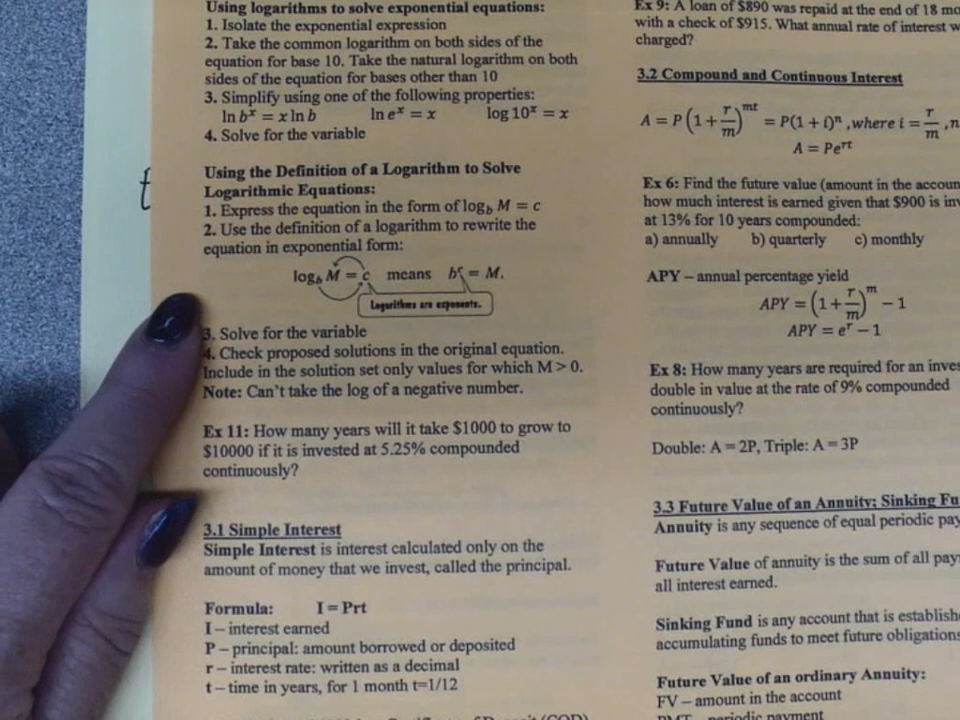 Using logarithms to solve exponential equations:
1. Isolate the exponential expression
2. Take the common logarithm on both sides of the
equation for base 10. Take the natural logarithm on both
sides of the equation for bases other than 10
3. Simplify using one of the following properties:
ln b^x = x ln b ln e^x = x log 10^x = x
4. Solve for the variable
Using the Definition of a Logarithm to Solve
Logarithmic Equations:
1. Express the equation in the form of log_b M = c
2. Use the definition of a logarithm to rewrite the
equation in exponential form:
log_b M = c means b^c = M.
Logarithms are exponents.
3. Solve for the variable
4. Check proposed solutions in the original equation.
Include in the solution set only values for which M > 0.
Note: Can't take the log of a negative number.
Ex 11: How many years will it take $1000 to grow to
$10000 if it is invested at 5.25% compounded
continuously?
3.1 Simple Interest
Simple Interest is interest calculated only on the
amount of money that we invest, called the principal.
Formula: I = Prt
I – interest earned
P – principal: amount borrowed or deposited
r – interest rate: written as a decimal
t – time in years, for 1 month t=1/12
Ex 9: A loan of $890 was repaid at the end of 18
with a check of $915. What annual rate of interest
charged?
3.2 Compound and Continuous Interest
A = P(1 + r/m)^mt = P(1 + i)^n, where i = r/m, n
A = Pe^rt
Ex 6: Find the future value (amount in the
how much interest is earned given that $900 is
at 13% for 10 years compounded:
a) annually b) quarterly c) monthly
APY – annual percentage yield
APY = (1 + r/m)^m − 1
APY = e^r − 1
Ex 8: How many years are required for an
double in value at the rate of 9% compounded
continuously?
Double: A = 2P, Triple: A = 3P
3.3 Future Value of an Annuity; Sinking
Annuity is any sequence of equal periodic
Future Value of annuity is the sum of all
all interest earned.
Sinking Fund is any account that is
accumulating funds to meet future obligations
Future Value of an ordinary Annuity:
FV – amount in the account
PMT – periodic payment